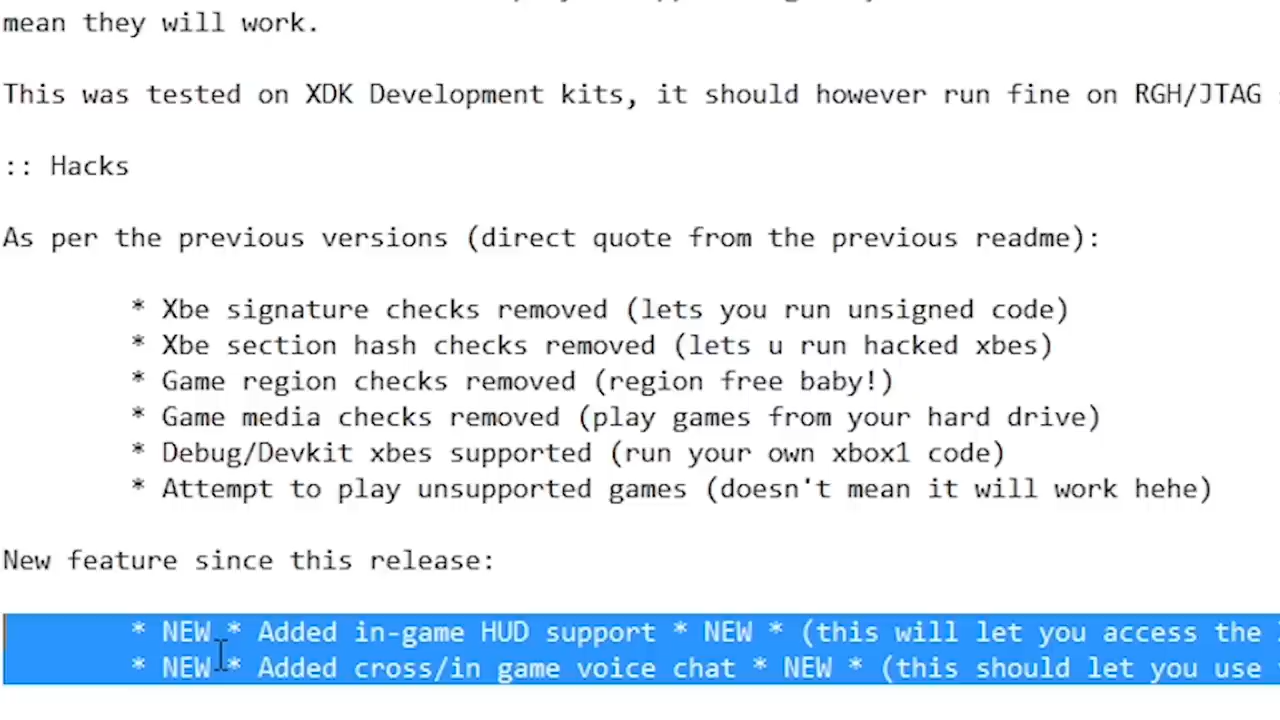 mean they will work.
This was tested on XDK Development kits, it should however run fine on RGH/JTAG
:: Hacks
As per the previous versions (direct quote from the previous readme):
* Xbe signature checks removed (lets you run unsigned code)
* Xbe section hash checks removed (lets u run hacked xbes)
* Game region checks removed (region free baby!)
* Game media checks removed (play games from your hard drive)
* Debug/Devkit xbes supported (run your own xbox1 code)
* Attempt to play unsupported games (doesn't mean it will work hehe)
New feature since this release:
* NEW * Added in-game HUD support * NEW * (this will let you access the
* NEW * Added cross/in game voice chat * NEW * (this should let you use